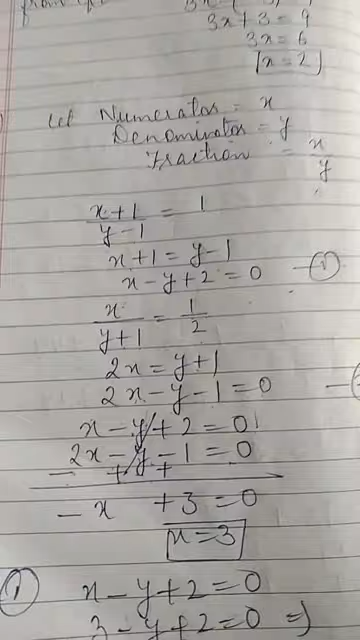 3x + 3 = 9
3x = 6
x = 2
Let Numerator = x
Denominator = y
Fraction = x/y
(x+1)/(y-1) = 1
x+1 = y-1
x - y + 2 = 0 —①
x/(y+1) = 1/2
2x = y+1
2x - y - 1 = 0
x - y + 2 = 0
2x - y - 1 = 0
- + +
- x + 3 = 0
x = 3
① x - y + 2 = 0
3 - y + 2 = 0 ⇒